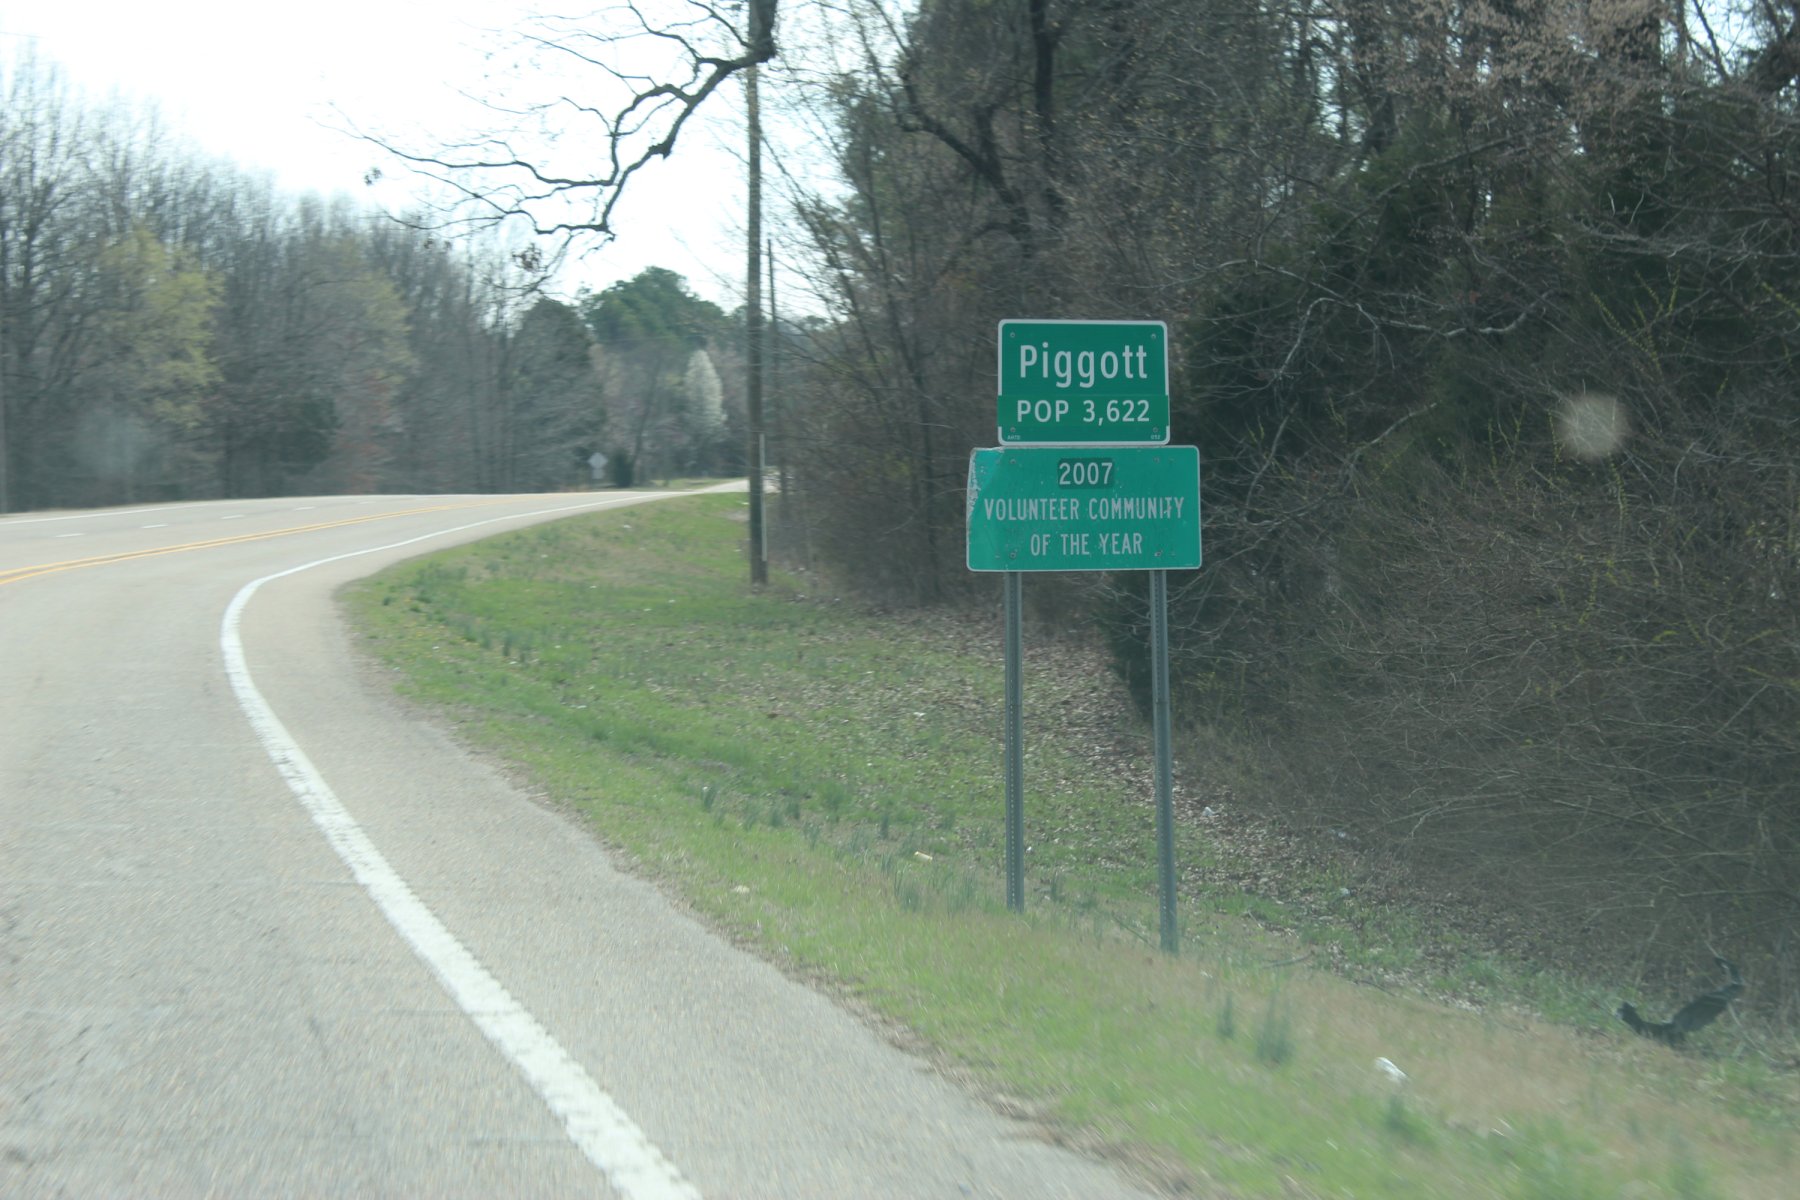 Piggott
POP 3,622
2007
VOLUNTEER COMMUNITY
OF THE YEAR